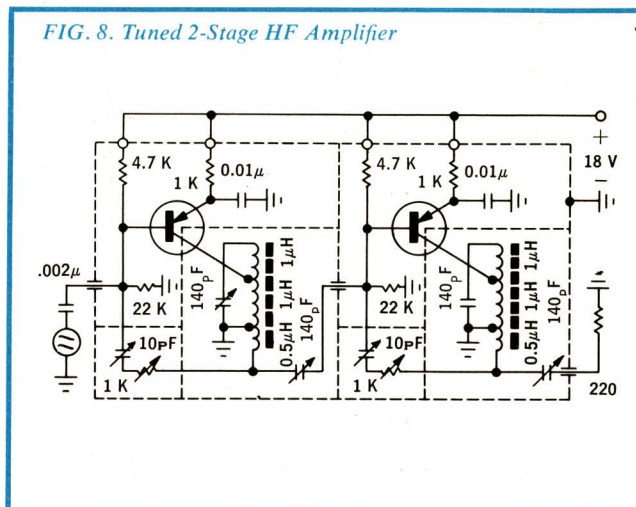 FIG. 8. Tuned 2-Stage HF Amplifier
+
18 V
−
4.7 K
1 K
0.01μ
4.7 K
1 K
0.01μ
.002μ
22 K
140pF
0.5μH 1μH 1μH
140pF
10PF
1 K
22 K
140pF
0.5μH 1μH 1μH
140pF
10PF
1 K
220